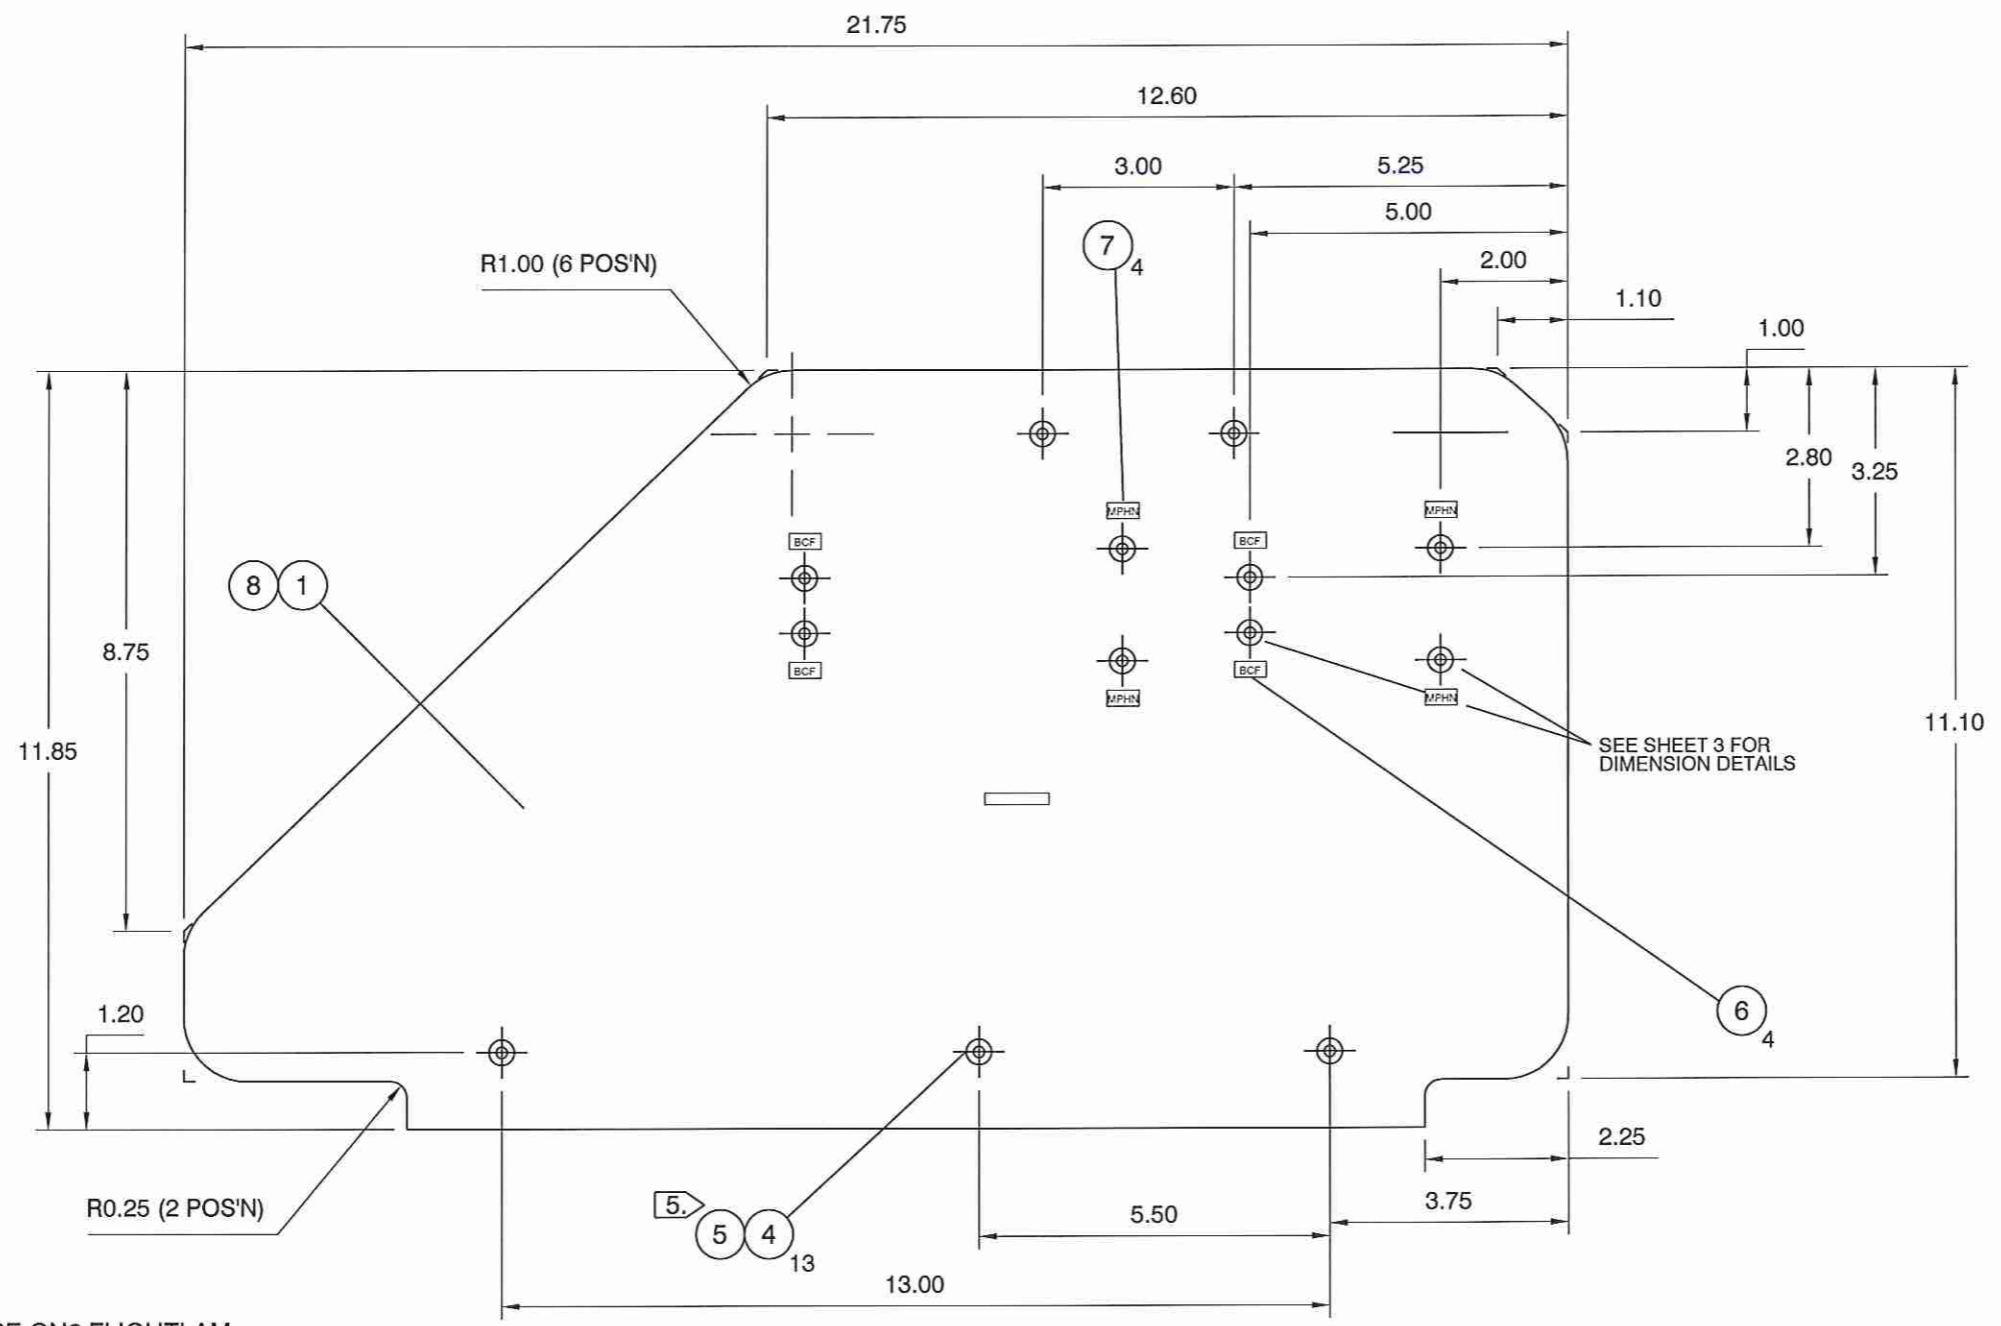 21.75
12.60
3.00
5.25
5.00
2.00
1.10
1.00
R1.00 (6 POS'N)
7
4
2.80
3.25
MPHN
MPHN
BCF
BCF
8
1
8.75
11.85
BCF
BCF
MPHN
MPHN
11.10
SEE SHEET 3 FOR
DIMENSION DETAILS
6
4
1.20
2.25
R0.25 (2 POS'N)
5.
5
4
13
5.50
3.75
13.00